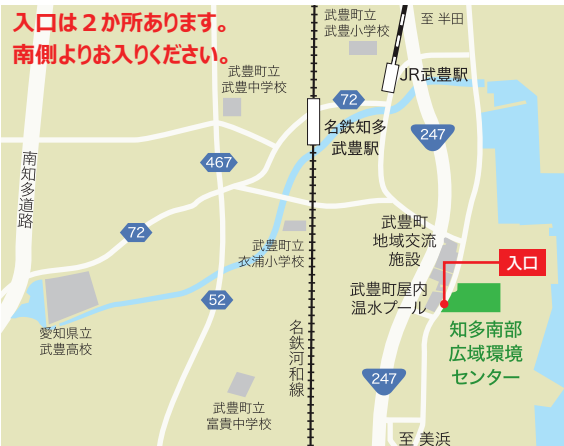 入口は２か所あります。
南側よりお入りください。
武豊町立
武豊小学校
至 半田
武豊町立
武豊中学校
JR武豊駅
72
名鉄知多
武豊駅
247
467
南知多道路
72
武豊町
地域交流
施設
武豊町立
衣浦小学校
入口
武豊町屋内
温水プール
52
知多南部
広域環境
センター
愛知県立
武豊高校
名鉄河和線
247
武豊町立
富貴中学校
至 美浜